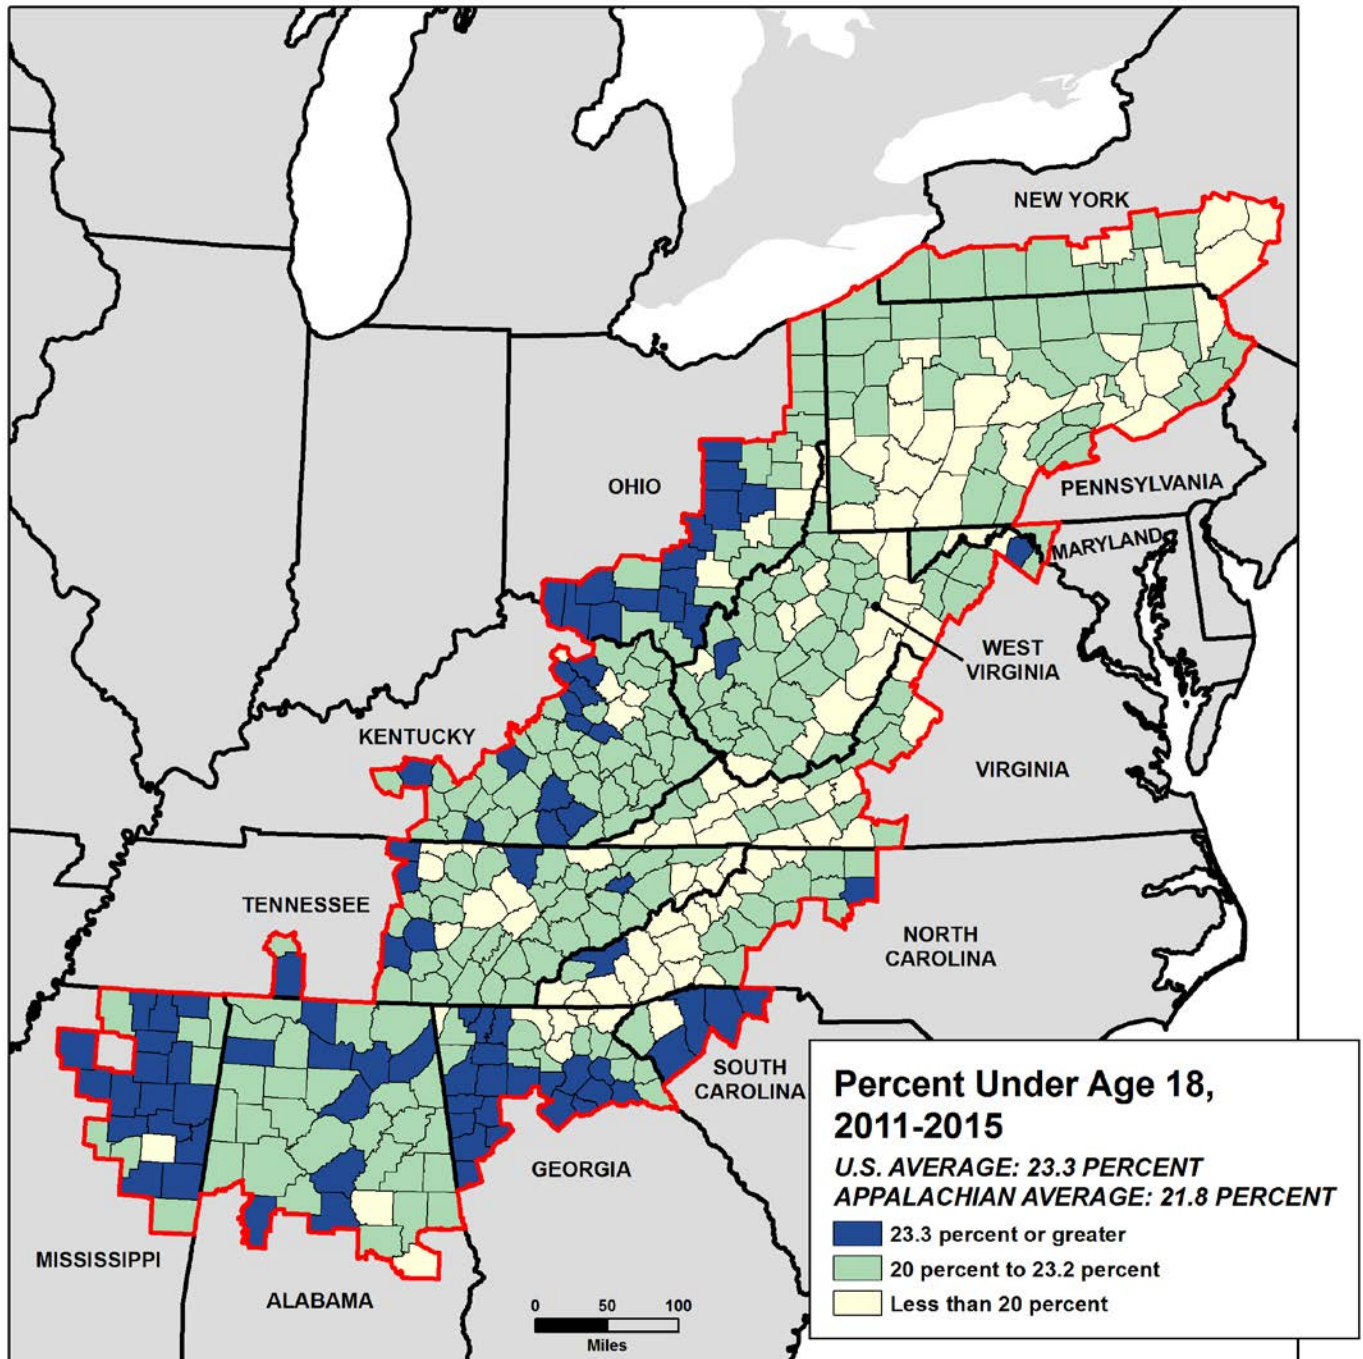 NEW YORK
OHIO
PENNSYLVANIA
MARYLAND
WEST
VIRGINIA
KENTUCKY
VIRGINIA
TENNESSEE
NORTH
CAROLINA
SOUTH
CAROLINA
GEORGIA
MISSISSIPPI
ALABAMA
0 50 100
Miles
Percent Under Age 18,
2011-2015
U.S. AVERAGE: 23.3 PERCENT
APPALACHIAN AVERAGE: 21.8 PERCENT
23.3 percent or greater
20 percent to 23.2 percent
Less than 20 percent